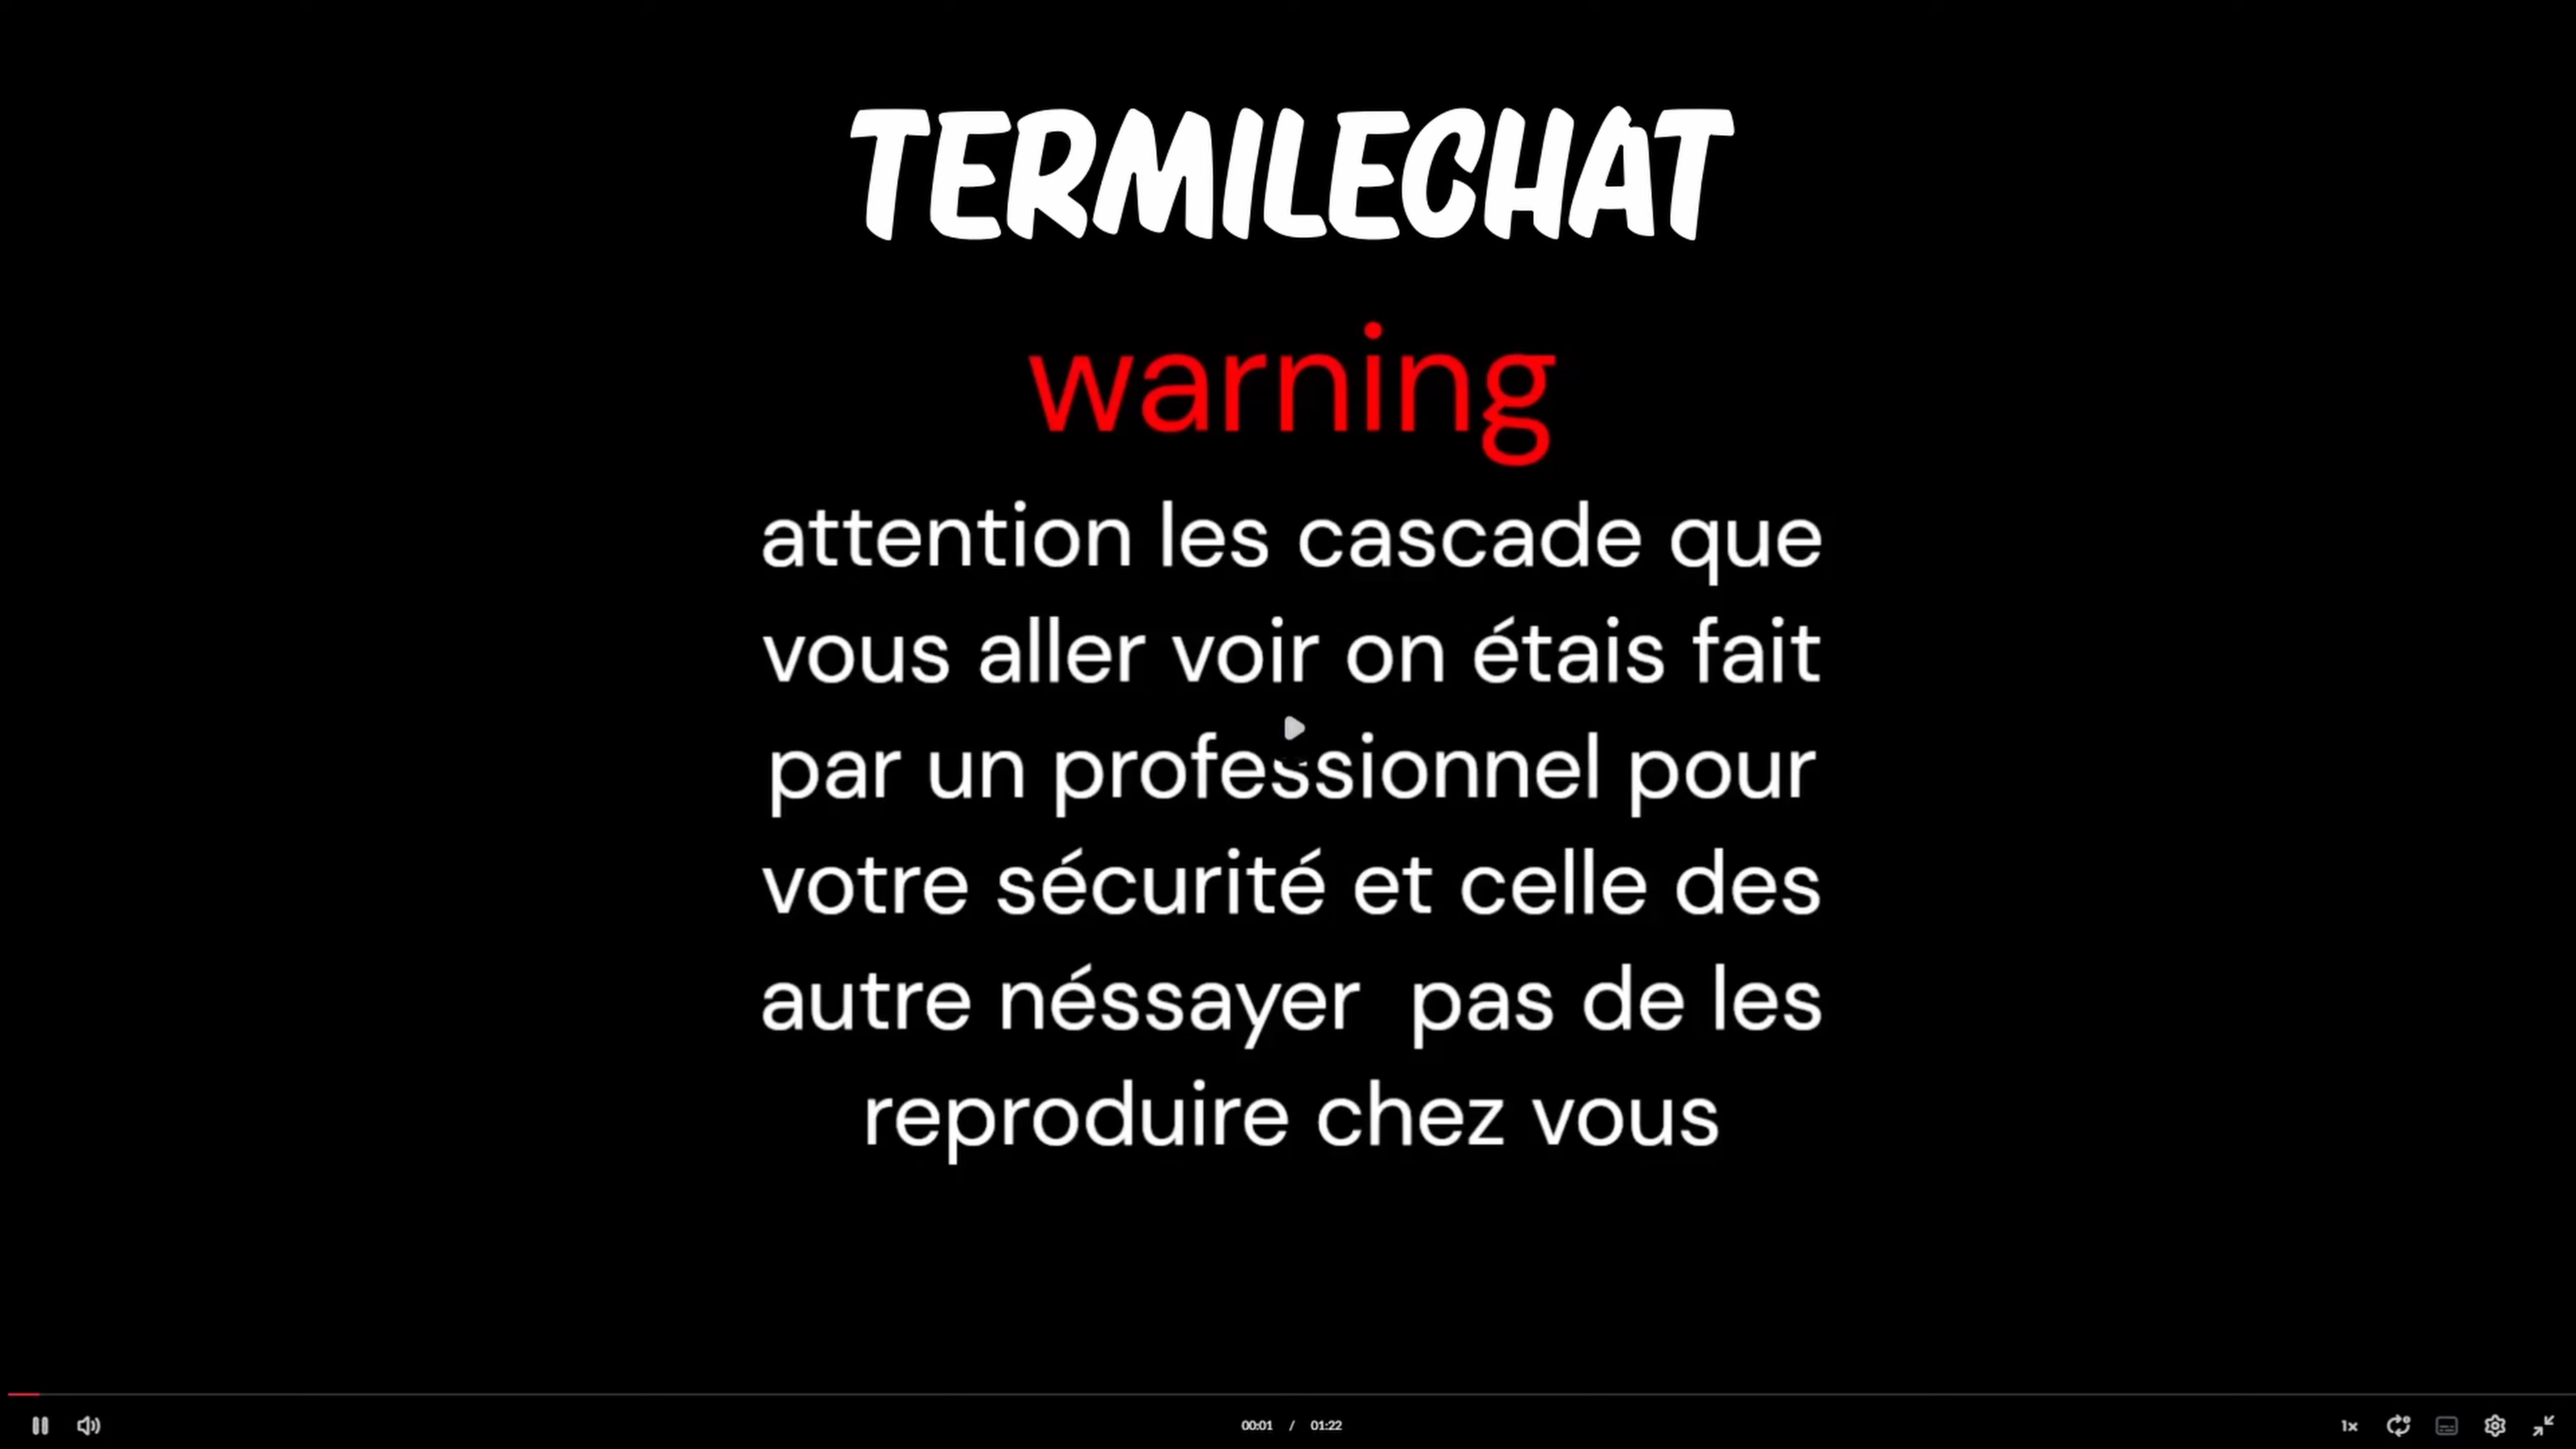 TERMILECHAT
warning
attention les cascade que
vous aller voir on étais fait
par un professionnel pour
votre sécurité et celle des
autre néssayer  pas de les
reproduire chez vous
00:01 / 01:22 1x